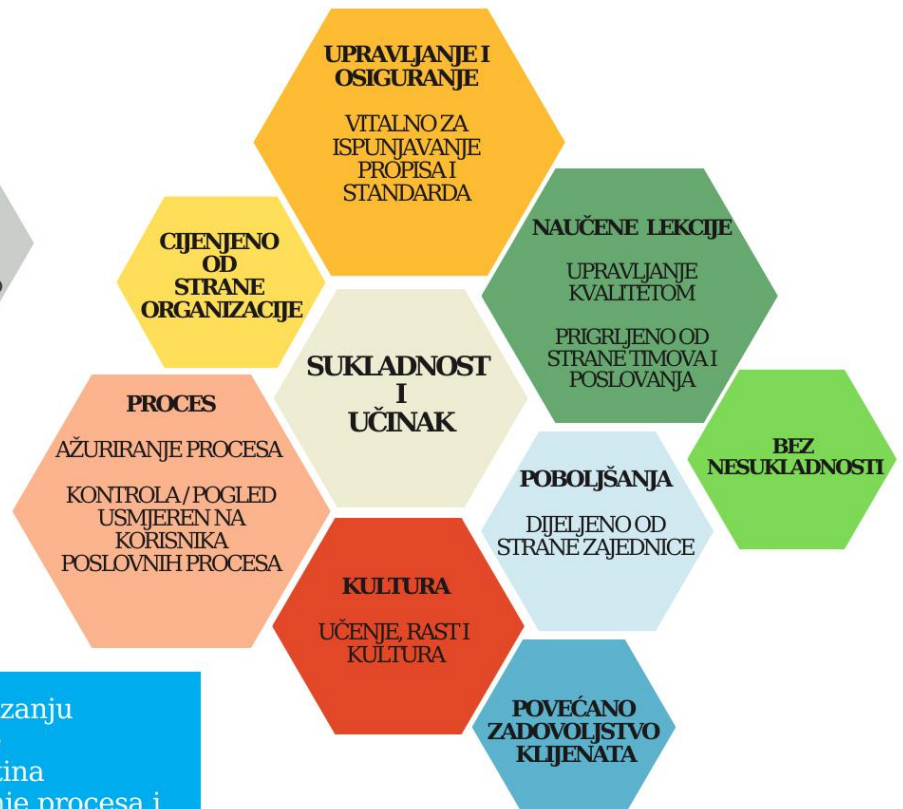 UPRAVLJANJE I
OSIGURANJE
VITALNO ZA
ISPUNJAVANJE
PROPISA I
STANDARDA
CIJENJENO
OD
STRANE
ORGANIZACIJE
NAUČENE LEKCIJE
UPRAVLJANJE
KVALITETOM
PRIGRLJENO OD
STRANE TIMOVA I
POSLOVANJA
SUKLADNOST
I
UČINAK
PROCES
AŽURIRANJE PROCESA
KONTROLA / POGLED
USMJEREN NA
KORISNIKA
POSLOVNIH PROCESA
BEZ
NESUKLADNOSTI
POBOLJŠANJA
DIJELJENO OD
STRANE ZAJEDNICE
KULTURA
UČENJE, RAST I
KULTURA
POVEĆANO
ZADOVOLJSTVO
KLIJENATA
zanju
tina
nje procesa i